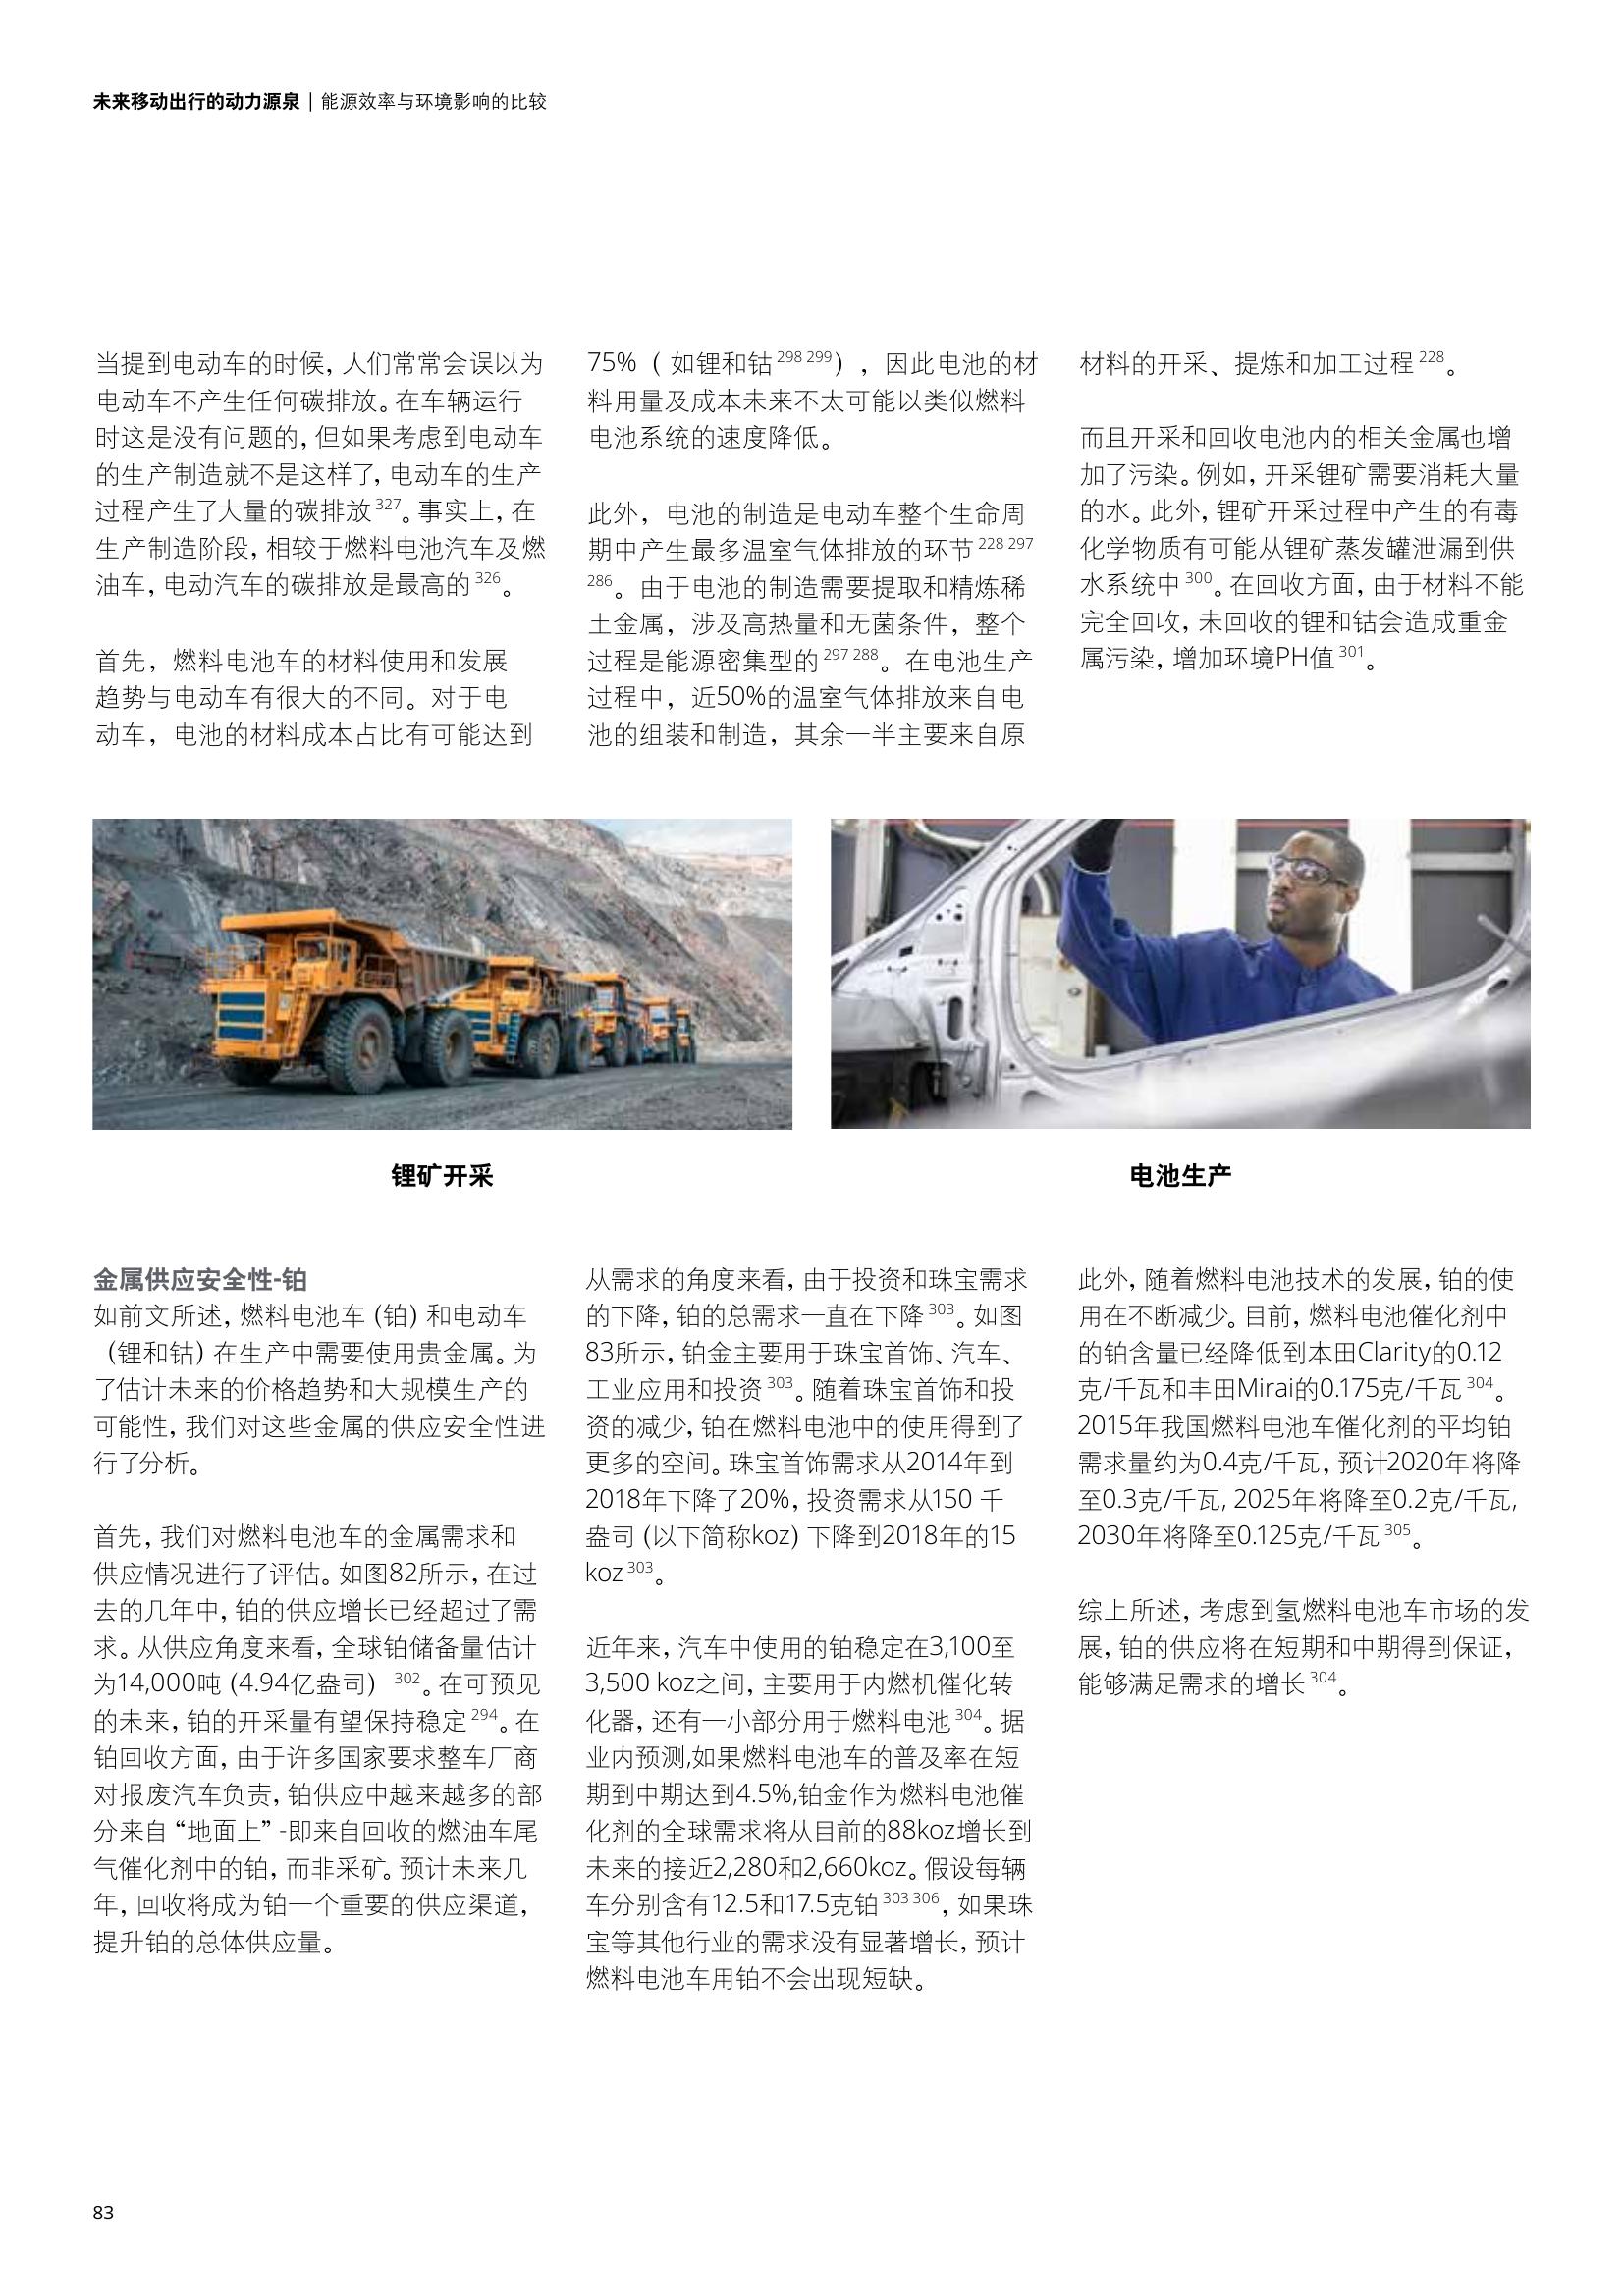 未来移动出行的动力源泉 | 能源效率与环境影响的比较
当提到电动车的时候，人们常常会误以为
电动车不产生任何碳排放。在车辆运行
时这是没有问题的，但如果考虑到电动车
的生产制造就不是这样了，电动车的生产
过程产生了大量的碳排放 327。事实上，在
生产制造阶段，相较于燃料电池汽车及燃
油车，电动汽车的碳排放是最高的 326。
首先，燃料电池车的材料使用和发展
趋势与电动车有很大的不同。对于电
动车，电池的材料成本占比有可能达到
75%（ 如锂和钴 298 299），因此电池的材
料用量及成本未来不太可能以类似燃料
电池系统的速度降低。
此外，电池的制造是电动车整个生命周
期中产生最多温室气体排放的环节 228 297
286。由于电池的制造需要提取和精炼稀
土金属，涉及高热量和无菌条件，整个
过程是能源密集型的 297 288。在电池生产
过程中，近50%的温室气体排放来自电
池的组装和制造，其余一半主要来自原
材料的开采、提炼和加工过程 228。
而且开采和回收电池内的相关金属也增
加了污染。例如，开采锂矿需要消耗大量
的水。此外，锂矿开采过程中产生的有毒
化学物质有可能从锂矿蒸发罐泄漏到供
水系统中 300。在回收方面，由于材料不能
完全回收，未回收的锂和钴会造成重金
属污染，增加环境PH值 301。
锂矿开采
电池生产
金属供应安全性-铂
如前文所述，燃料电池车 (铂) 和电动车
（锂和钴）在生产中需要使用贵金属。为
了估计未来的价格趋势和大规模生产的
可能性，我们对这些金属的供应安全性进
行了分析。
首先，我们对燃料电池车的金属需求和
供应情况进行了评估。如图82所示，在过
去的几年中，铂的供应增长已经超过了需
求。从供应角度来看，全球铂储备量估计
为14,000吨 (4.94亿盎司） 302。在可预见
的未来，铂的开采量有望保持稳定 294。在
铂回收方面，由于许多国家要求整车厂商
对报废汽车负责，铂供应中越来越多的部
分来自“地面上” -即来自回收的燃油车尾
气催化剂中的铂，而非采矿。预计未来几
年，回收将成为铂一个重要的供应渠道，
提升铂的总体供应量。
从需求的角度来看，由于投资和珠宝需求
的下降，铂的总需求一直在下降 303。如图
83所示，铂金主要用于珠宝首饰、汽车、
工业应用和投资 303。随着珠宝首饰和投
资的减少，铂在燃料电池中的使用得到了
更多的空间。珠宝首饰需求从2014年到
2018年下降了20%，投资需求从150 千
盎司 (以下简称koz) 下降到2018年的15
koz 303。
近年来，汽车中使用的铂稳定在3,100至
3,500 koz之间，主要用于内燃机催化转
化器，还有一小部分用于燃料电池 304。据
业内预测,如果燃料电池车的普及率在短
期到中期达到4.5%,铂金作为燃料电池催
化剂的全球需求将从目前的88koz增长到
未来的接近2,280和2,660koz。假设每辆
车分别含有12.5和17.5克铂 303 306，如果珠
宝等其他行业的需求没有显著增长，预计
燃料电池车用铂不会出现短缺。
此外，随着燃料电池技术的发展，铂的使
用在不断减少。目前，燃料电池催化剂中
的铂含量已经降低到本田Clarity的0.12
克/千瓦和丰田Mirai的0.175克/千瓦 304。
2015年我国燃料电池车催化剂的平均铂
需求量约为0.4克/千瓦，预计2020年将降
至0.3克/千瓦, 2025年将降至0.2克/千瓦,
2030年将降至0.125克/千瓦 305。
综上所述，考虑到氢燃料电池车市场的发
展，铂的供应将在短期和中期得到保证，
能够满足需求的增长 304。
83